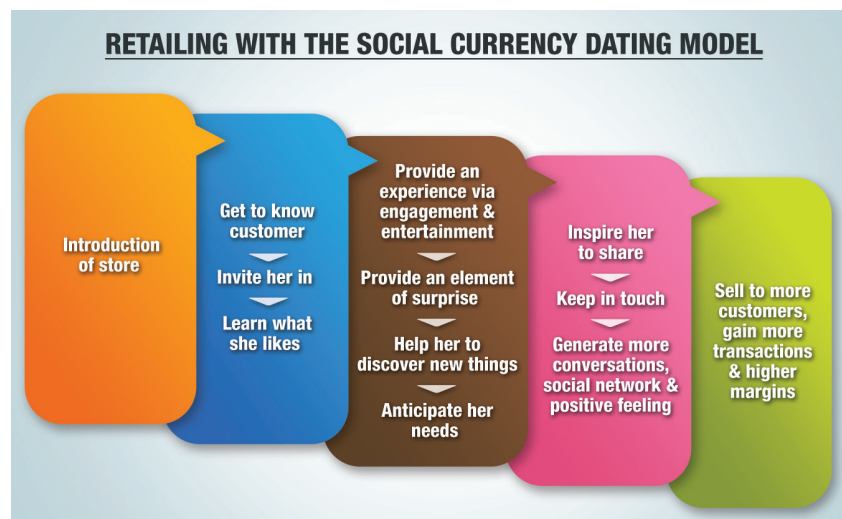 RETAILING WITH THE SOCIAL CURRENCY DATING MODEL
Introduction
of store
Get to know
customer
Invite her in
Learn what
she likes
Provide an
experience via
engagement &
entertainment
Provide an element
of surprise
Help her to
discover new things
Anticipate her
needs
Inspire her
to share
Keep in touch
Generate more
conversations,
social network &
positive feeling
Sell to more
customers,
gain more
transactions
& higher
margins